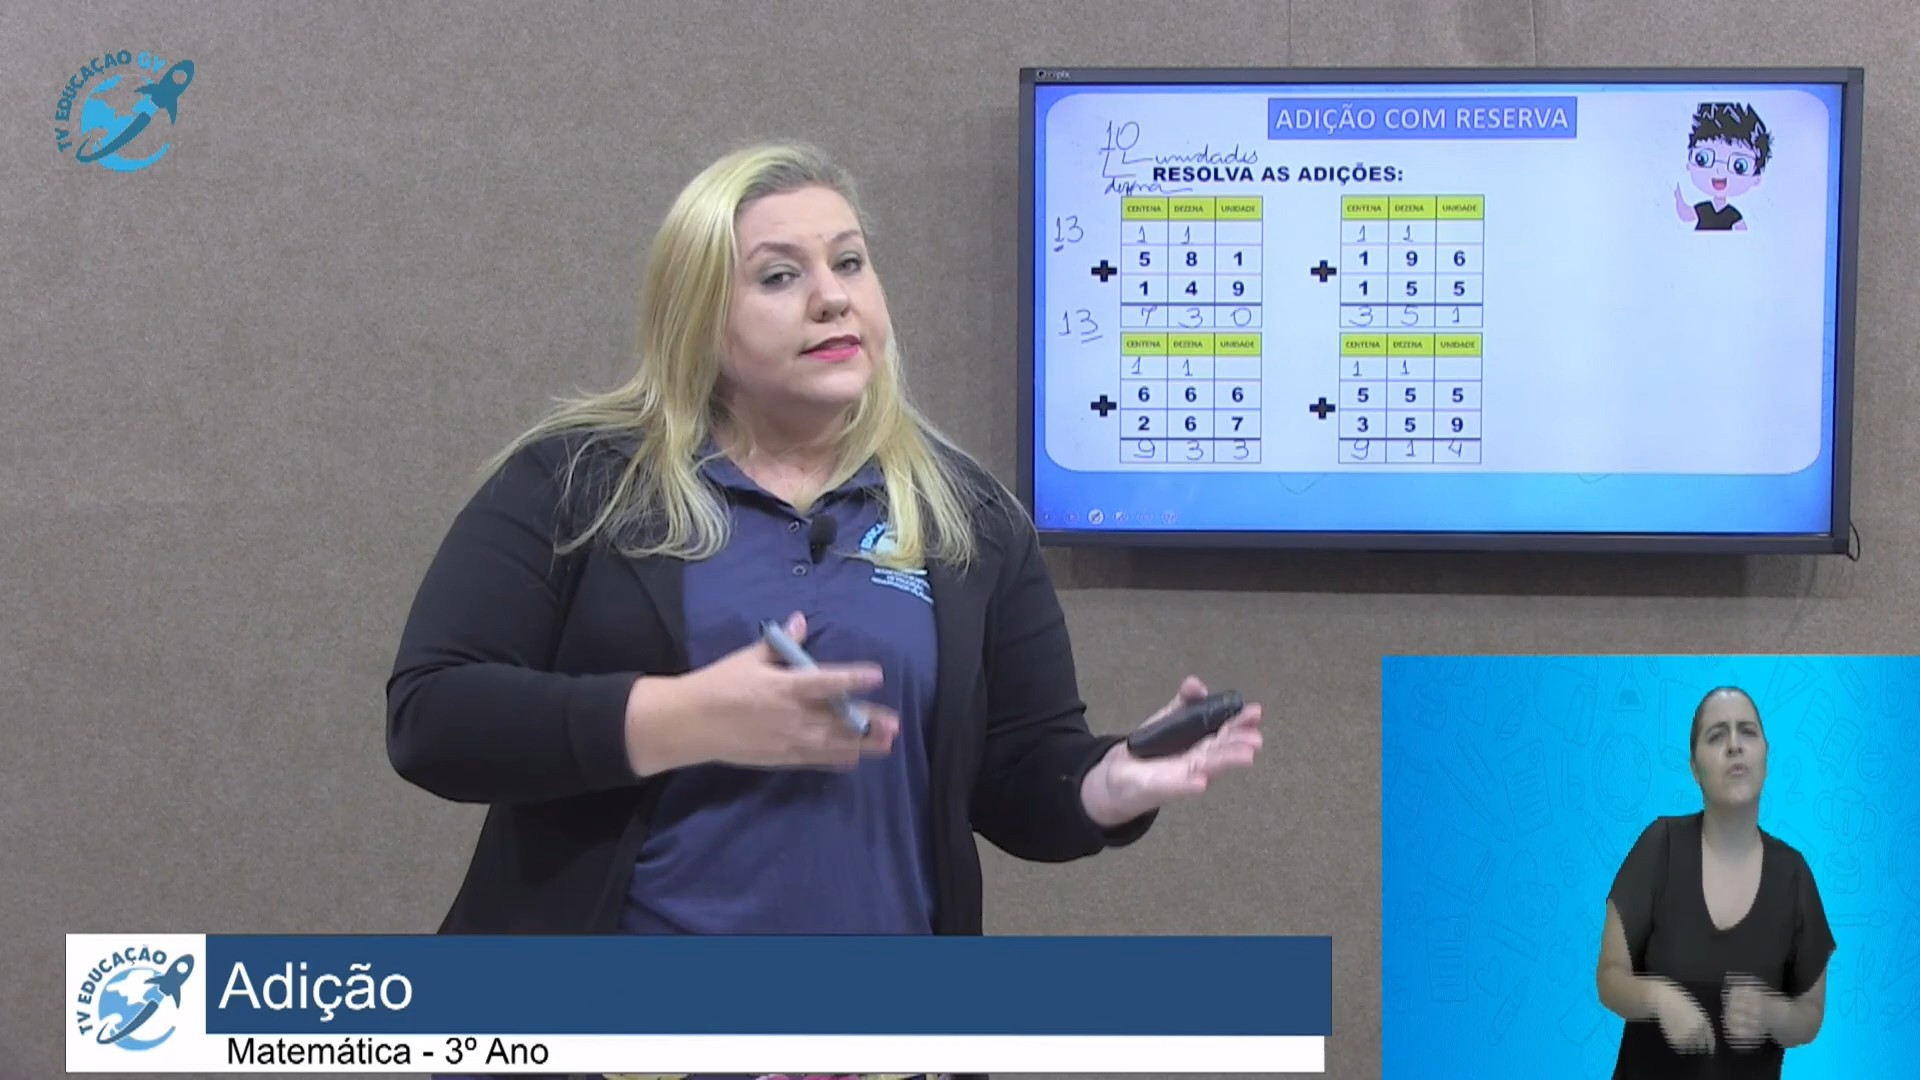 TV EDUCAÇÃO GV
ADIÇÃO COM RESERVA
10
unidades
dezena
RESOLVA AS ADIÇÕES:
13
CENTENA DEZENA UNIDADE
1 1
+ 5 8 1
1 4 9
7 3 0
CENTENA DEZENA UNIDADE
1 1
+ 1 9 6
1 5 5
3 5 1
13
CENTENA DEZENA UNIDADE
1 1
+ 6 6 6
2 6 7
9 3 3
CENTENA DEZENA UNIDADE
1 1
+ 5 5 5
3 5 9
9 1 4
TV EDUCAÇÃO
Adição
Matemática - 3º Ano